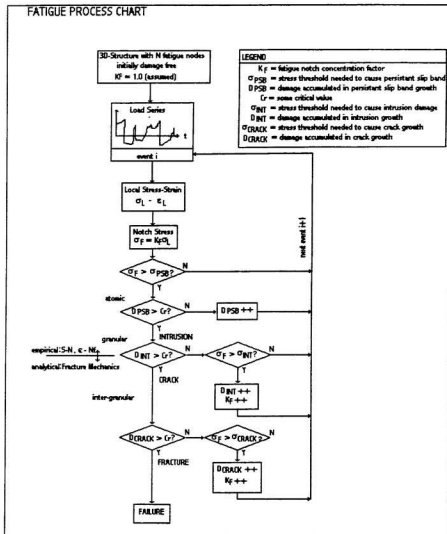 FATIGUE PROCESS CHART
3D-Structure with N fatigue nodes
initially damage free
KF = 1.0 (assumed)
LEGEND
KF = fatigue notch concentration factor
σPSB = stress threshold needed to cause persistant slip band
DPSB = damage accumulated in persistant slip band growth
Cr = some critical value
σINT = stress threshold needed to cause intrusion damage
DINT = damage accumulated in intrusion growth
σCRACK = stress threshold needed to cause crack growth
DCRACK = damage accumulated in crack growth
Load Series
t
event i
Local Stress-Strain
σL - εL
next event i+1
Notch Stress
σF = KFσL
σF > σPSB?
N
Y
atomic
DPSB > Cr?
N
DPSB ++
Y
granular
INTRUSION
empirical: S-N, ε - Nf
analytical: Fracture Mechanics
DINT > Cr?
N
σF > σINT?
N
Y
Y
CRACK
DINT ++
KF ++
inter-granular
DCRACK > Cr?
N
σF > σCRACK?
N
Y
Y
FRACTURE
DCRACK ++
KF ++
FAILURE